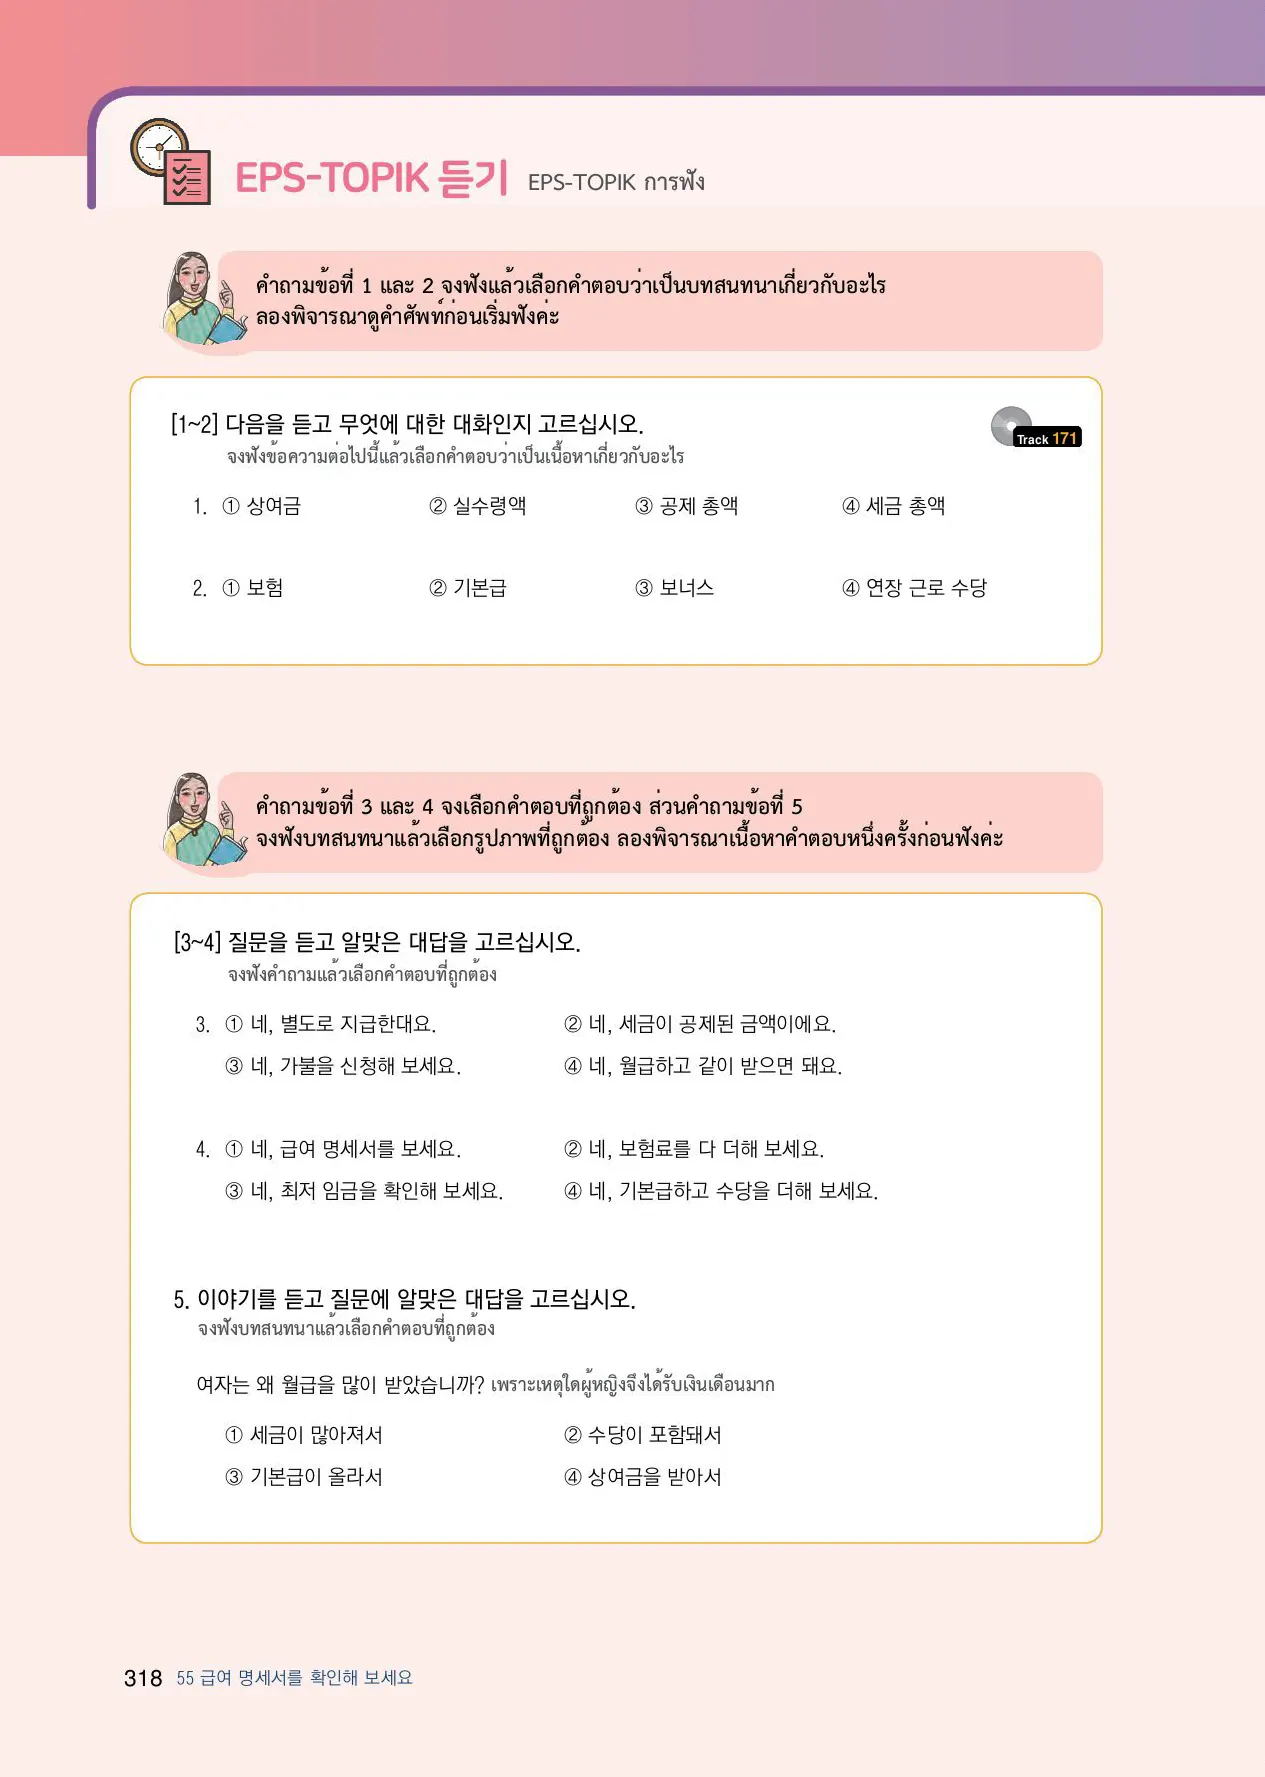 EPS-TOPIK 듣기 EPS-TOPIK การฟัง
คำถามข้อที่ 1 และ 2 จงฟังแล้วเลือกคำตอบว่าเป็นบทสนทนาเกี่ยวกับอะไร
ลองพิจารณาดูคำศัพท์ก่อนเริ่มฟังค่ะ
[1~2] 다음을 듣고 무엇에 대한 대화인지 고르십시오.
Track 171
จงฟังข้อความต่อไปนี้แล้วเลือกคำตอบว่าเป็นเนื้อหาเกี่ยวกับอะไร
1. ① 상여금 ② 실수령액 ③ 공제 총액 ④ 세금 총액
2. ① 보험 ② 기본급 ③ 보너스 ④ 연장 근로 수당
คำถามข้อที่ 3 และ 4 จงเลือกคำตอบที่ถูกต้อง ส่วนคำถามข้อที่ 5
จงฟังบทสนทนาแล้วเลือกรูปภาพที่ถูกต้อง ลองพิจารณาเนื้อหาคำตอบหนึ่งครั้งก่อนฟังค่ะ
[3~4] 질문을 듣고 알맞은 대답을 고르십시오.
จงฟังคำถามแล้วเลือกคำตอบที่ถูกต้อง
3. ① 네, 별도로 지급한대요. ② 네, 세금이 공제된 금액이에요.
③ 네, 가불을 신청해 보세요. ④ 네, 월급하고 같이 받으면 돼요.
4. ① 네, 급여 명세서를 보세요. ② 네, 보험료를 다 더해 보세요.
③ 네, 최저 임금을 확인해 보세요. ④ 네, 기본급하고 수당을 더해 보세요.
5. 이야기를 듣고 질문에 알맞은 대답을 고르십시오.
จงฟังบทสนทนาแล้วเลือกคำตอบที่ถูกต้อง
여자는 왜 월급을 많이 받았습니까? เพราะเหตุใดผู้หญิงจึงได้รับเงินเดือนมาก
① 세금이 많아져서 ② 수당이 포함돼서
③ 기본급이 올라서 ④ 상여금을 받아서
318 55 급여 명세서를 확인해 보세요